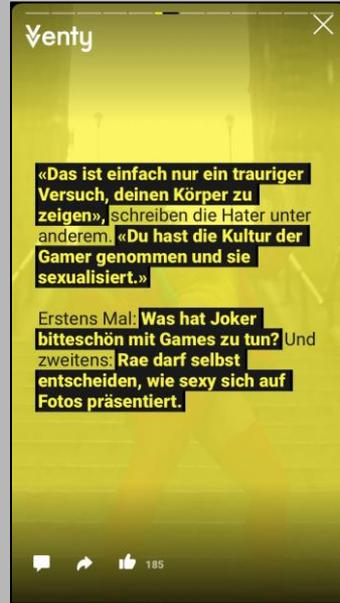 Venty
«Das ist einfach nur ein trauriger
Versuch, deinen Körper zu
zeigen», schreiben die Hater unter
anderem. «Du hast die Kultur der
Gamer genommen und sie
sexualisiert.»
Erstens Mal: Was hat Joker
bitteschön mit Games zu tun? Und
zweitens: Rae darf selbst
entscheiden, wie sexy sich auf
Fotos präsentiert.
185